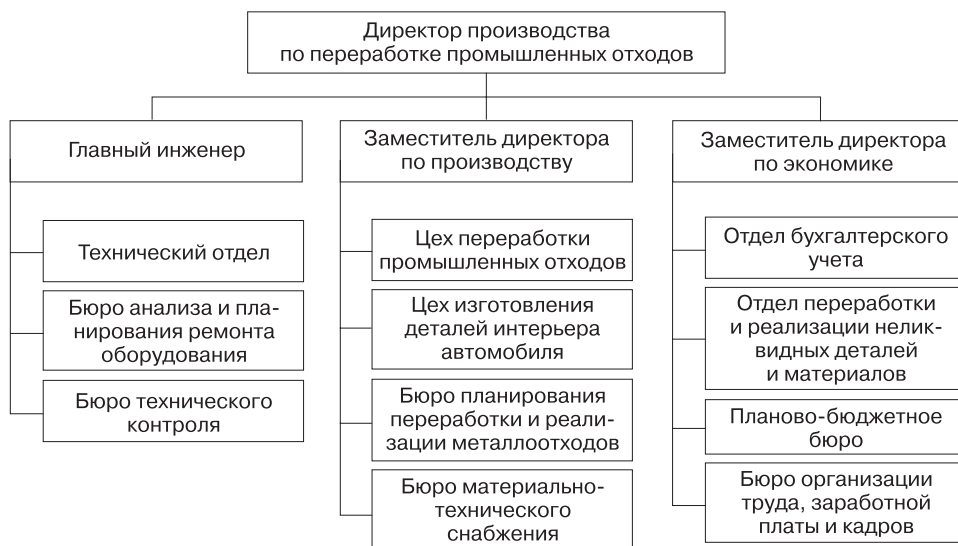 Директор производства
по переработке промышленных отходов
Главный инженер
Технический отдел
Бюро анализа и пла-
нирования ремонта
оборудования
Бюро технического
контроля
Заместитель директора
по производству
Цех переработки
промышленных отходов
Цех изготовления
деталей интерьера
автомобиля
Бюро планирования
переработки и реали-
зации металлоотходов
Бюро материально-
технического
снабжения
Заместитель директора
по экономике
Отдел бухгалтерского
учета
Отдел переработки
и реализации нелик-
видных деталей
и материалов
Планово-бюджетное
бюро
Бюро организации
труда, заработной
платы и кадров